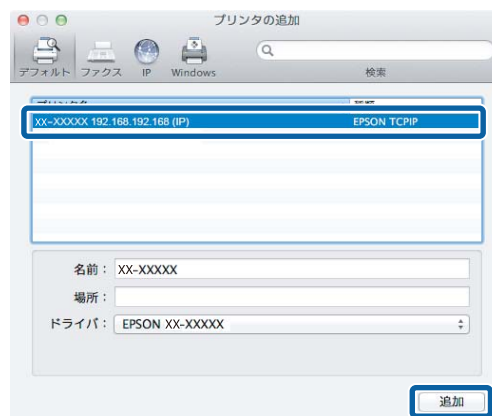 プリンタの追加
デフォルト ファクス IP Windows 検索
XX-XXXXX 192.168.192.168 (IP) EPSON TCPIP
名前： XX-XXXXX
場所：
ドライバ： EPSON XX-XXXXX
追加